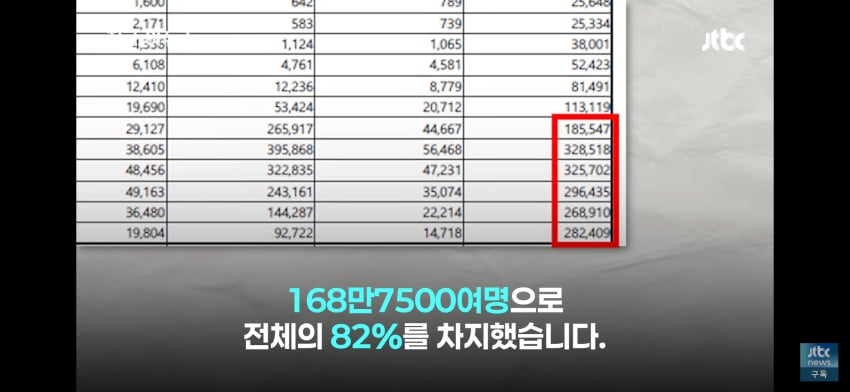 1,600 642 789 25,648
2,171 583 739 25,334
4,355 1,124 1,065 38,001
6,108 4,761 4,581 52,423
12,410 12,236 8,779 81,491
19,690 53,424 20,712 113,119
29,127 265,917 44,667 185,547
38,605 395,868 56,468 328,518
48,456 322,835 47,231 325,702
49,163 243,161 35,074 296,435
36,480 144,287 22,214 268,910
19,804 92,722 14,718 282,409
jtbc
168만7500여명으로
전체의 82%를 차지했습니다.
jtbc
news
구독